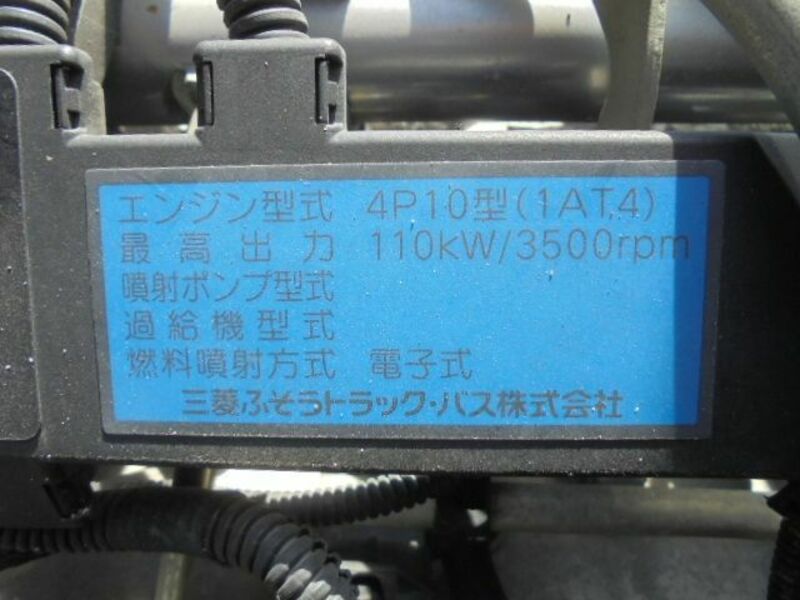 エンジン型式 4P10型(1AT4)
最高出力 110kW/3500rpm
噴射ポンプ型式
過給機型式
燃料噴射方式 電子式
三菱ふそうトラック・バス株式会社